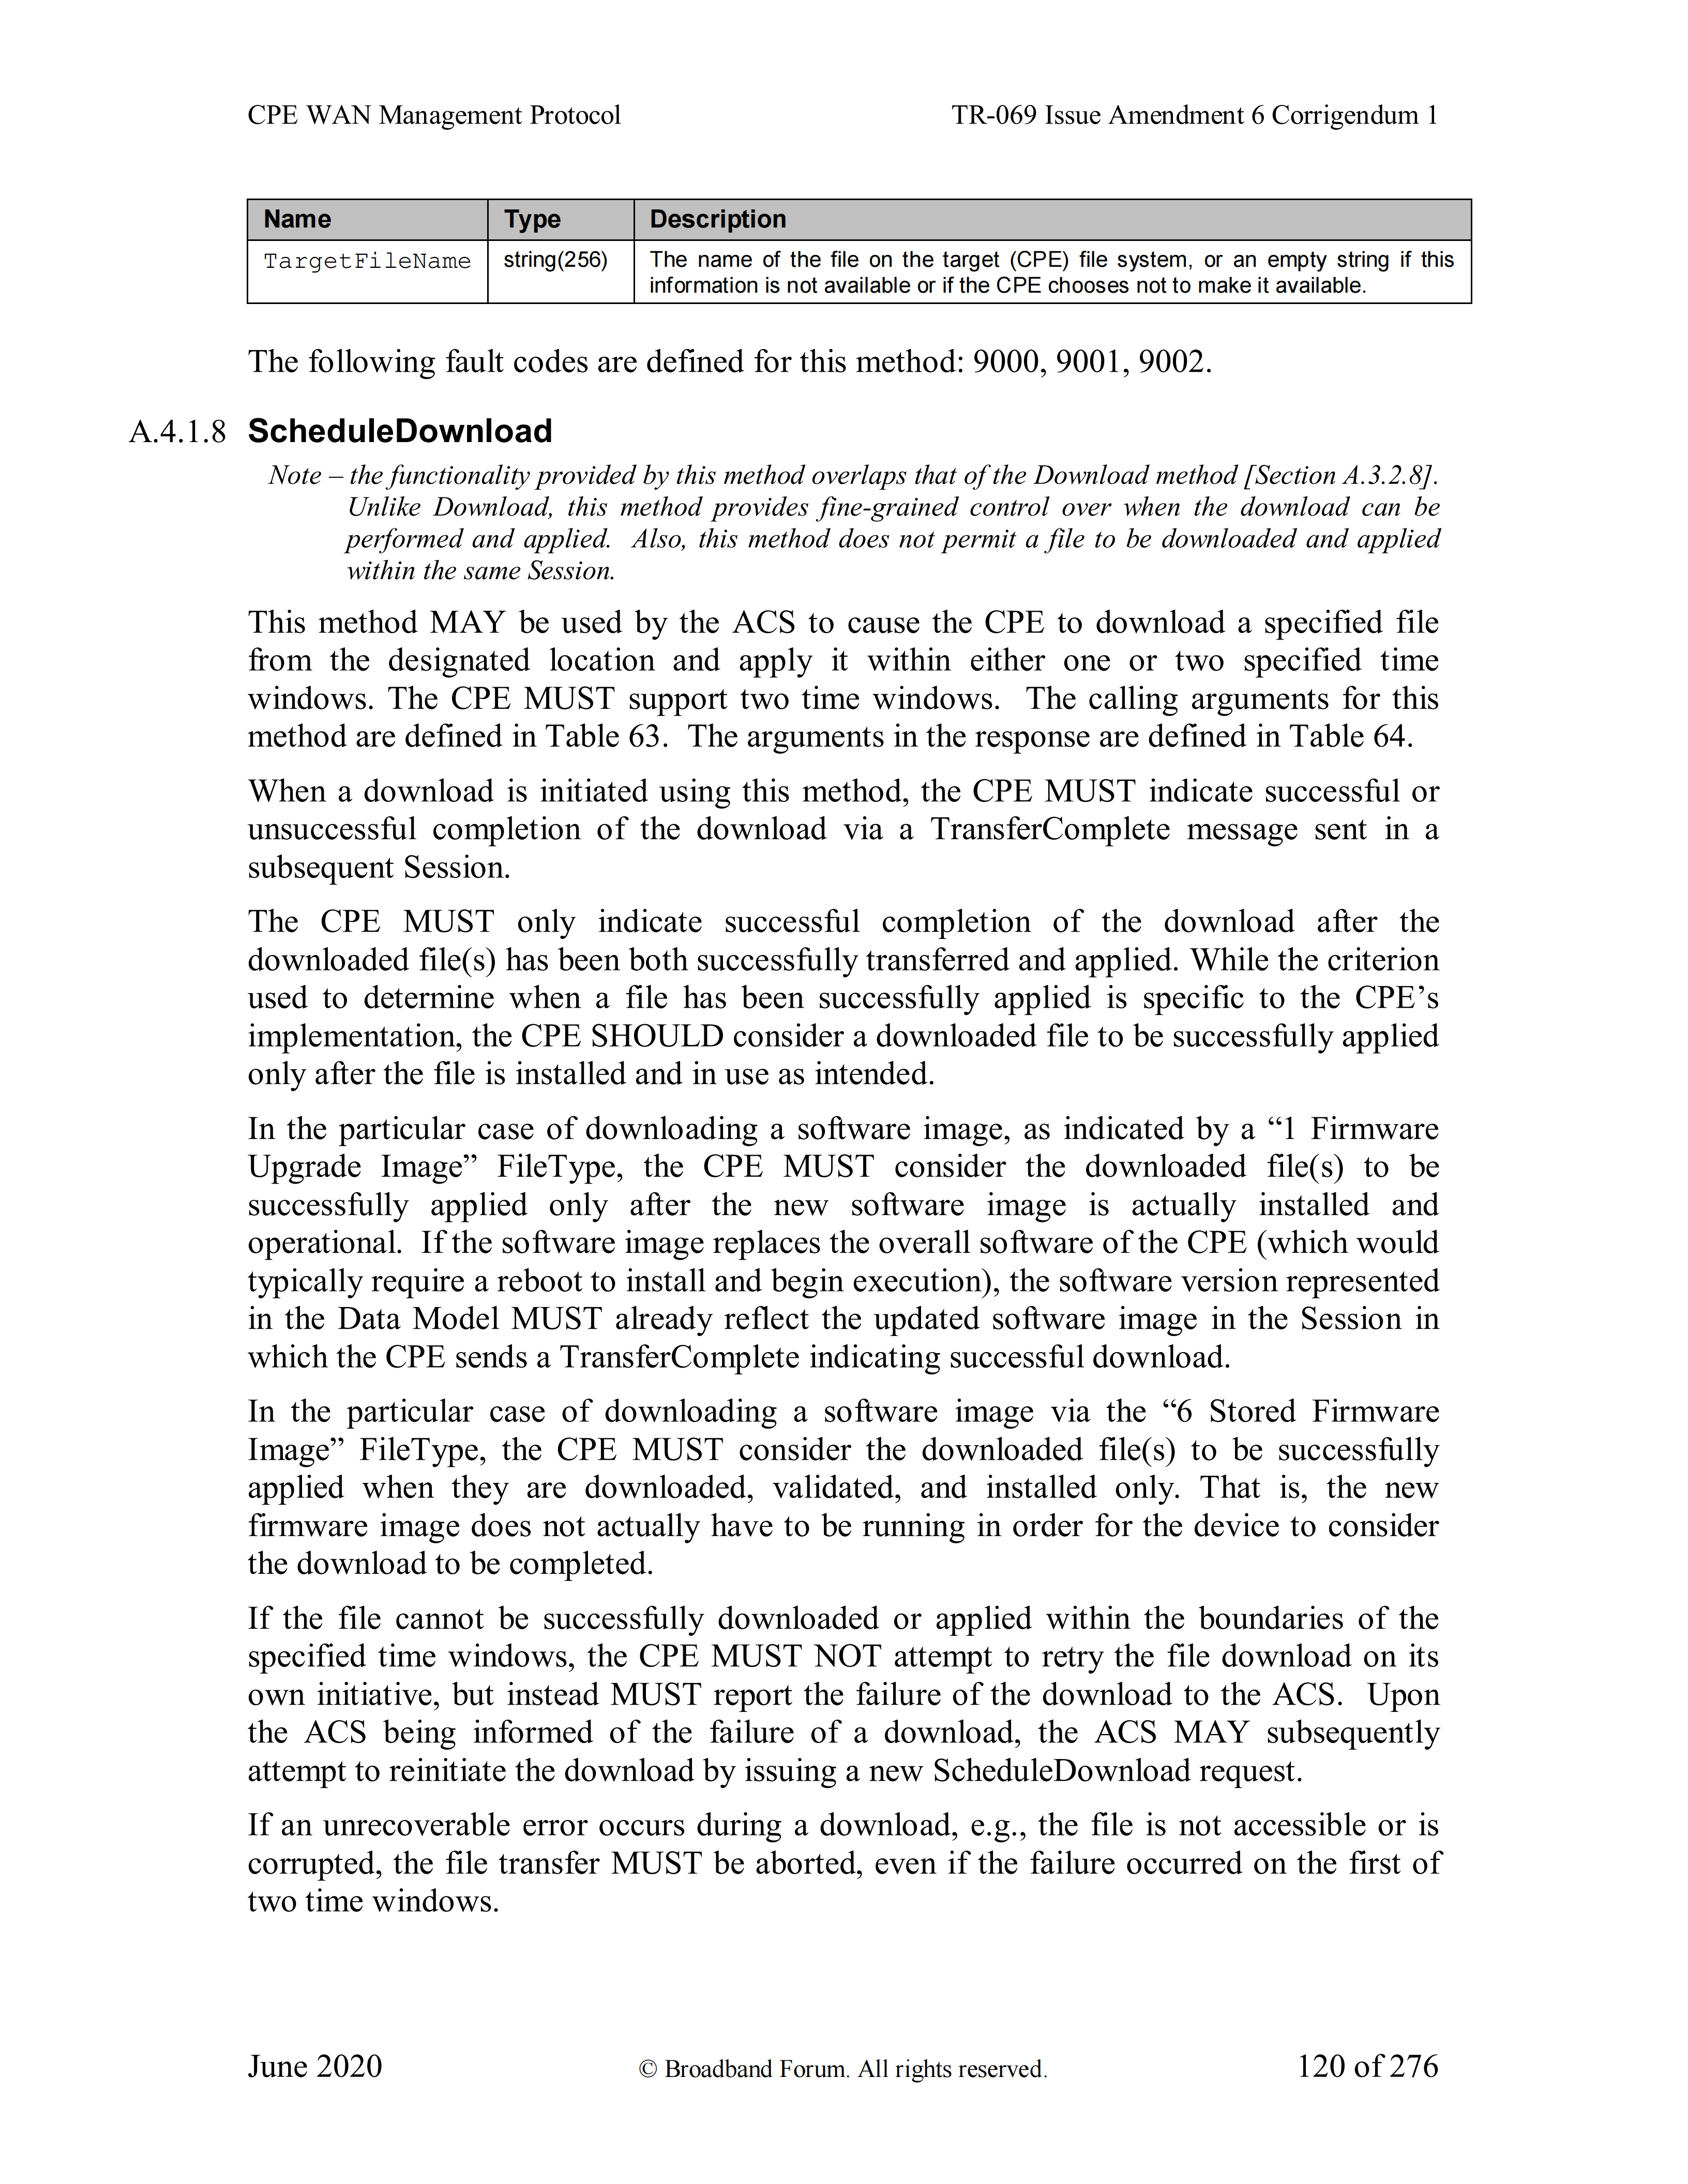 CPE WAN Management Protocol TR-069 Issue Amendment 6 Corrigendum 1
Name Type Description
TargetFileName string(256) The name of the file on the target (CPE) file system, or an empty string if this
information is not available or if the CPE chooses not to make it available.
The following fault codes are defined for this method: 9000, 9001, 9002.
A.4.1.8 ScheduleDownload
Note – the functionality provided by this method overlaps that of the Download method [Section A.3.2.8].
Unlike Download, this method provides fine-grained control over when the download can be
performed and applied. Also, this method does not permit a file to be downloaded and applied
within the same Session.
This method MAY be used by the ACS to cause the CPE to download a specified file
from the designated location and apply it within either one or two specified time
windows. The CPE MUST support two time windows. The calling arguments for this
method are defined in Table 63. The arguments in the response are defined in Table 64.
When a download is initiated using this method, the CPE MUST indicate successful or
unsuccessful completion of the download via a TransferComplete message sent in a
subsequent Session.
The CPE MUST only indicate successful completion of the download after the
downloaded file(s) has been both successfully transferred and applied. While the criterion
used to determine when a file has been successfully applied is specific to the CPE’s
implementation, the CPE SHOULD consider a downloaded file to be successfully applied
only after the file is installed and in use as intended.
In the particular case of downloading a software image, as indicated by a “1 Firmware
Upgrade Image” FileType, the CPE MUST consider the downloaded file(s) to be
successfully applied only after the new software image is actually installed and
operational. If the software image replaces the overall software of the CPE (which would
typically require a reboot to install and begin execution), the software version represented
in the Data Model MUST already reflect the updated software image in the Session in
which the CPE sends a TransferComplete indicating successful download.
In the particular case of downloading a software image via the “6 Stored Firmware
Image” FileType, the CPE MUST consider the downloaded file(s) to be successfully
applied when they are downloaded, validated, and installed only. That is, the new
firmware image does not actually have to be running in order for the device to consider
the download to be completed.
If the file cannot be successfully downloaded or applied within the boundaries of the
specified time windows, the CPE MUST NOT attempt to retry the file download on its
own initiative, but instead MUST report the failure of the download to the ACS. Upon
the ACS being informed of the failure of a download, the ACS MAY subsequently
attempt to reinitiate the download by issuing a new ScheduleDownload request.
If an unrecoverable error occurs during a download, e.g., the file is not accessible or is
corrupted, the file transfer MUST be aborted, even if the failure occurred on the first of
two time windows.
June 2020 © Broadband Forum. All rights reserved. 120 of 276